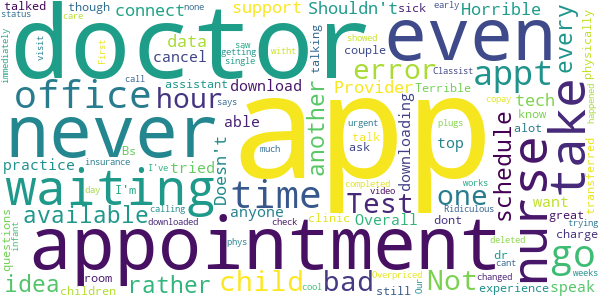 talked though none connect support Shouldn't sick early Horrible
status care data Provider couple showed immediately
visit First saw getting single witht talking Classist every physically
doctor even
cancel assistant download error Terrible appt
office hour another downloading take
never says able talk copay tech happened
call urgent plugs know
practice Bs tried much ask top alot transferred
insurance I've Doesn't schedule nurse
waiting time Test one
day I'm completed video works want
available calling anyone Overall Ridiculous trying
downloaded check clinic dont great
app
appointment
questions phys deleted charge go
infant idea room rather child bad Not dr cant weeks
children cool still Overpriced Our changed experience speak